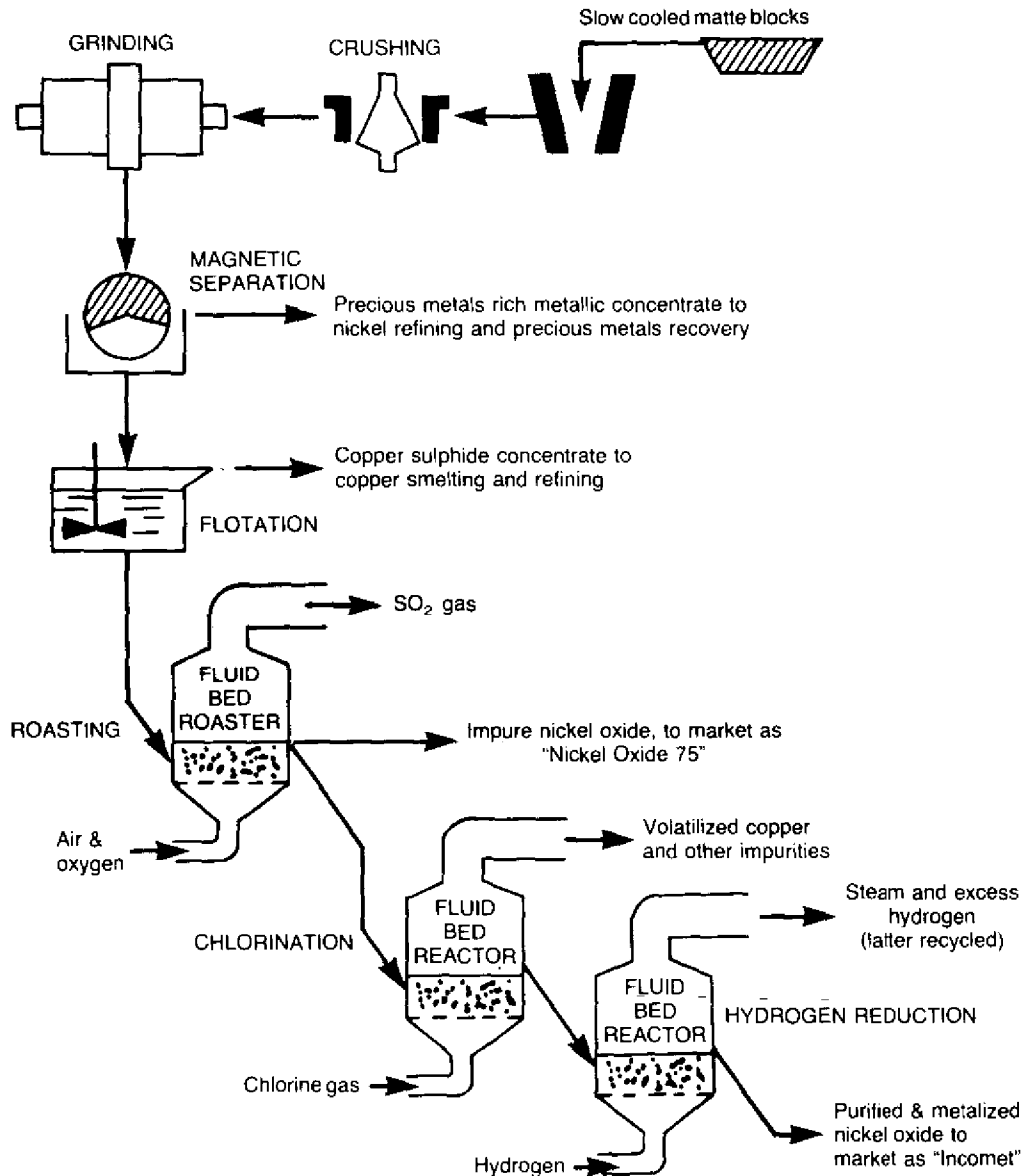 Slow cooled matte blocks
GRINDING
CRUSHING
MAGNETIC
SEPARATION
Precious metals rich metallic concentrate to
nickel refining and precious metals recovery
Copper sulphide concentrate to
copper smelting and refining
FLOTATION
SO₂ gas
FLUID
BED
ROASTER
ROASTING
Impure nickel oxide, to market as
"Nickel Oxide 75"
Air &
oxygen
Volatilized copper
and other impurities
FLUID
BED
REACTOR
CHLORINATION
Steam and excess
hydrogen
(latter recycled)
FLUID
BED
REACTOR
HYDROGEN REDUCTION
Chlorine gas
Purified & metalized
nickel oxide to
market as "Incomet"
Hydrogen